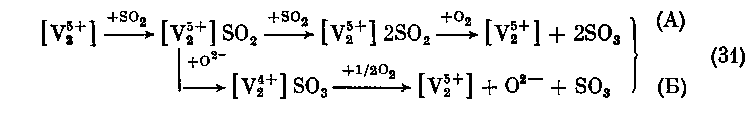 [V₂⁵⁺] —+SO₂→ [V₂⁵⁺] SO₂ —+SO₂→ [V₂⁵⁺] 2SO₂ —+O₂→ [V₂⁵⁺] + 2SO₃ (А)
(31)
+O²⁻→ [V₂⁴⁺] SO₃ —+1/2O₂→ [V₂⁵⁺] + O²⁻ + SO₃ (Б)